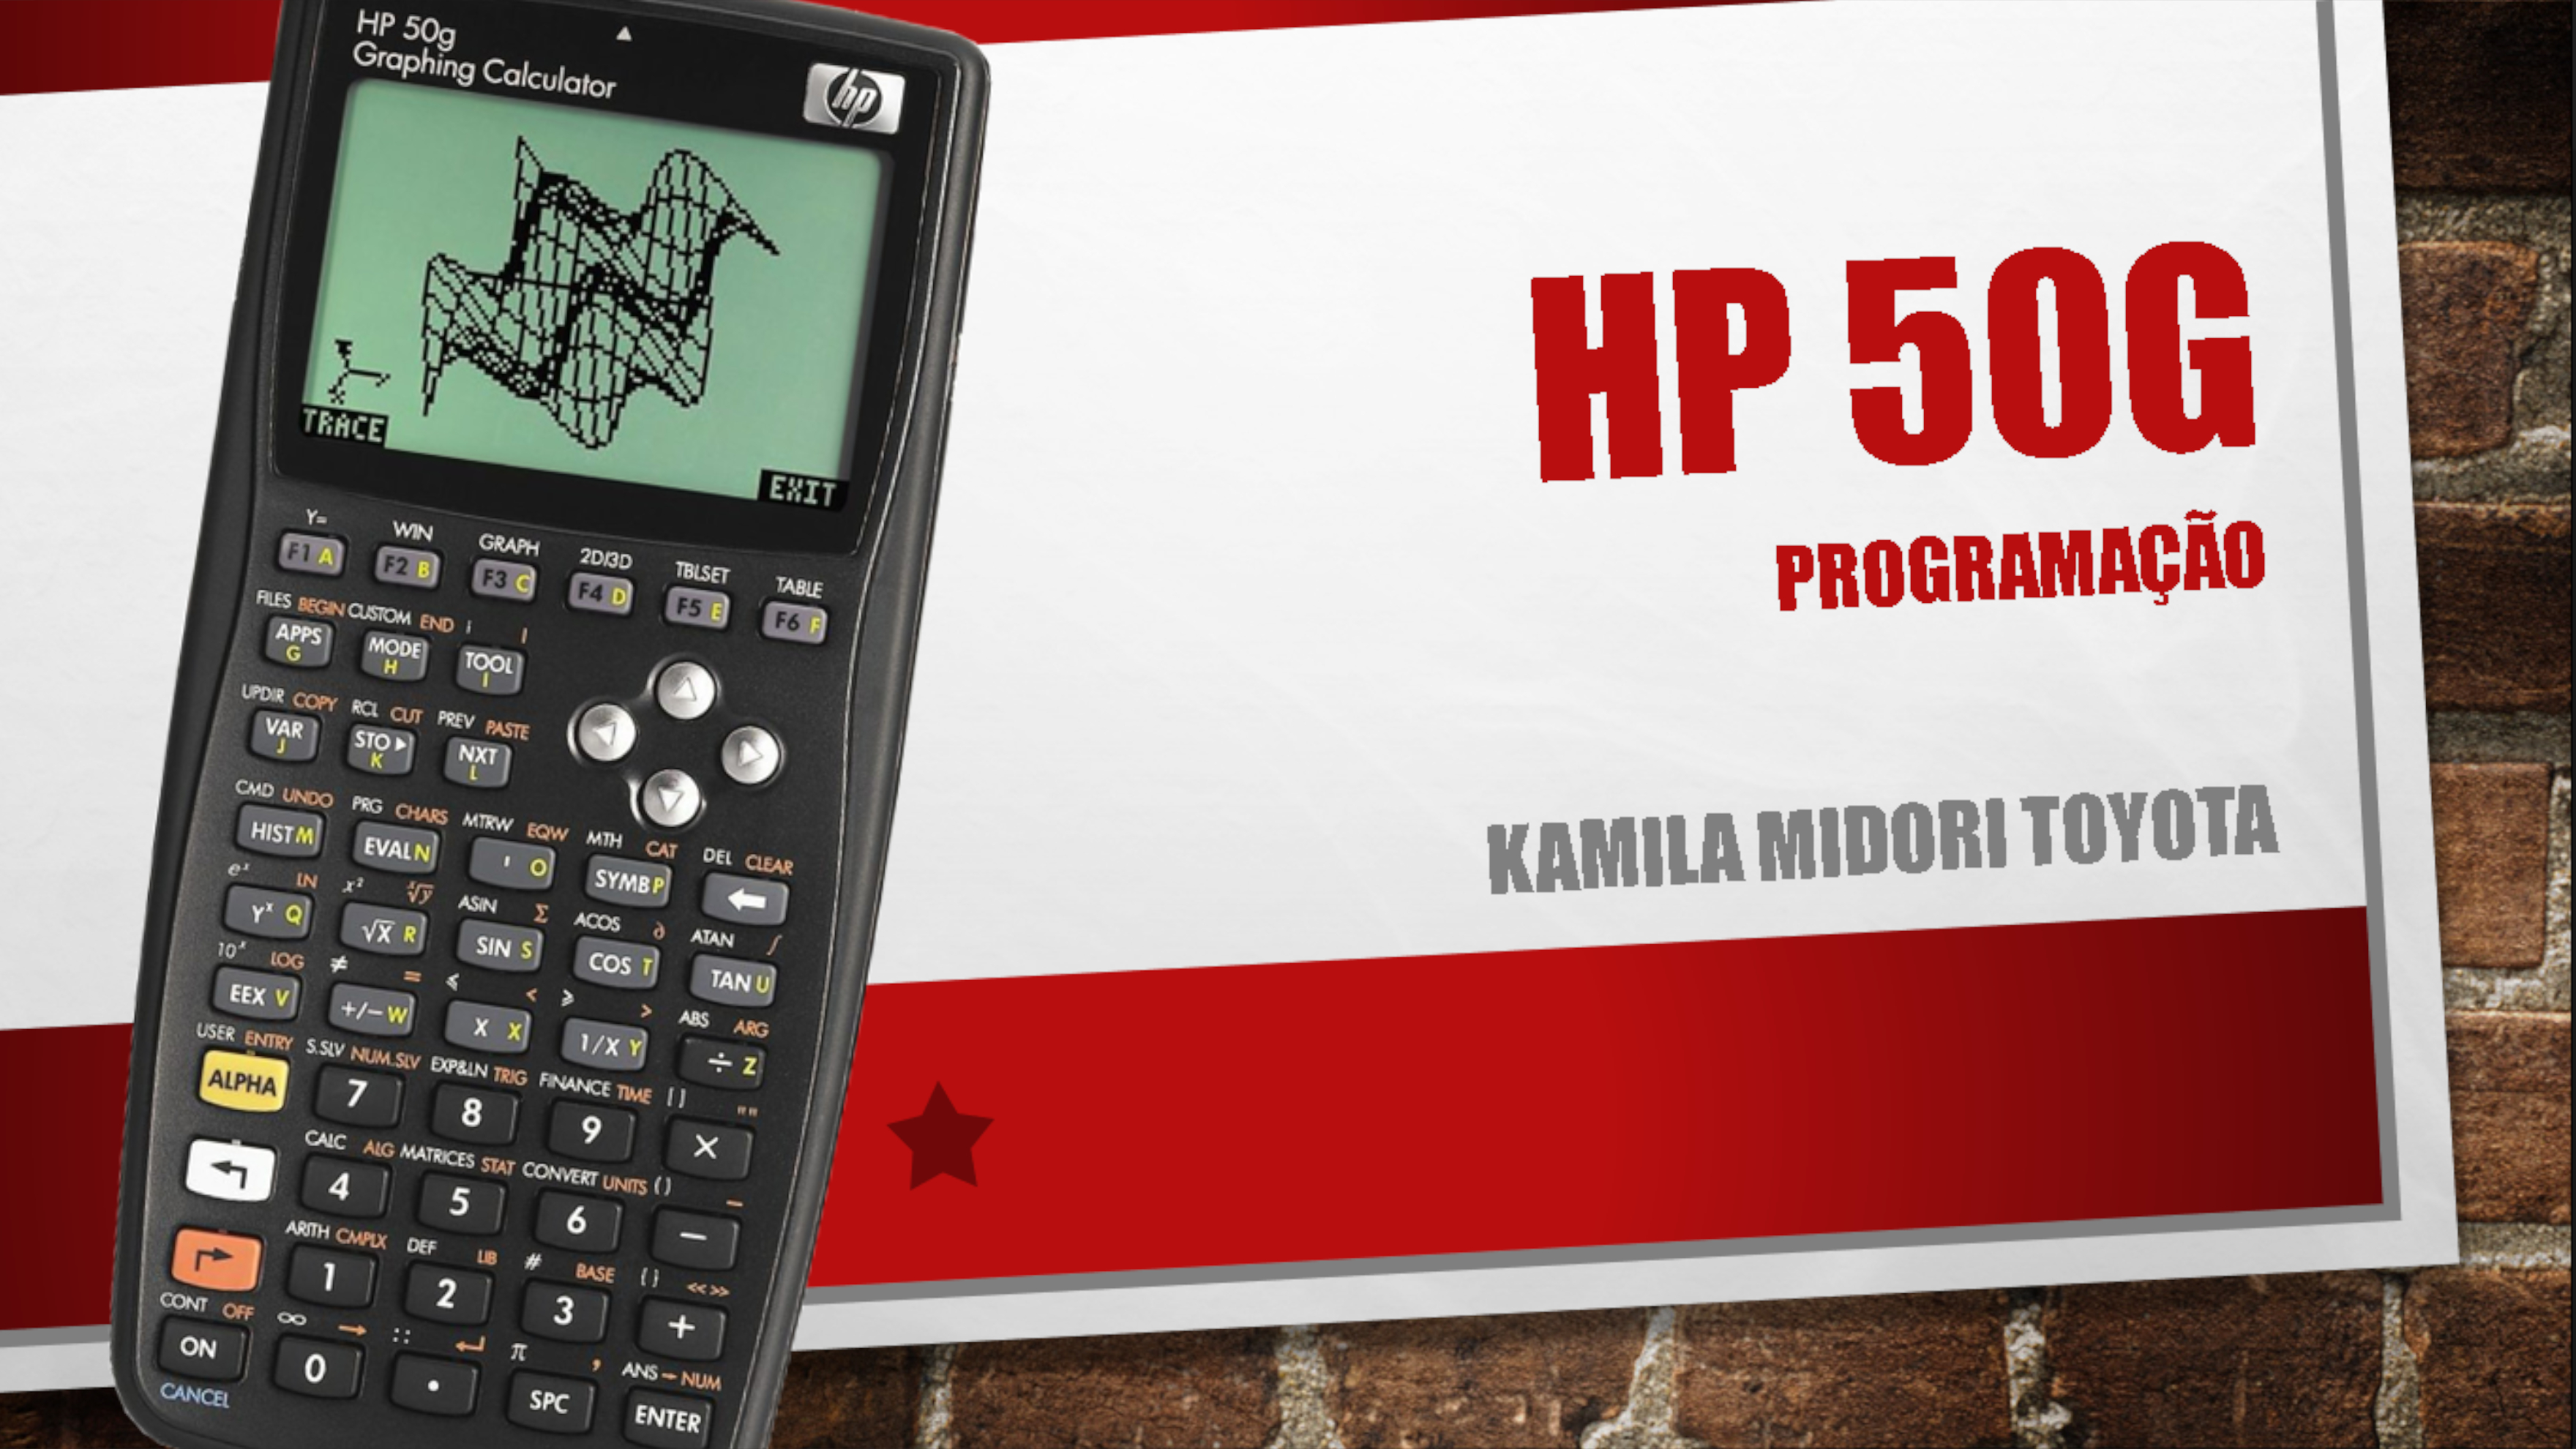 HP 50g
Graphing Calculator
hp
TRACE
EXIT
HP 50G
PROGRAMAÇÃO
KAMILA MIDORI TOYOTA
Y= WIN GRAPH 2D/3D TBLSET TABLE
F1 A F2 B F3 C F4 D F5 E F6 F
FILES BEGIN CUSTOM END i |
APPS G MODE H TOOL I
UPDIR COPY RCL CUT PREV PASTE
VAR J STO▶ K NXT L
CMD UNDO PRG CHARS MTRW EQW MTH CAT DEL CLEAR
HIST M EVAL N ' O SYMB P
eˣ LN x² ˣ√y ASIN Σ ACOS ∂ ATAN ∫
Yˣ Q √X R SIN S COS T TAN U
10ˣ LOG ≠ = ≤ < ≥ > ABS ARG
EEX V +/− W X X 1/X Y ÷ Z
USER ENTRY S.SLV NUM.SLV EXP&LN TRIG FINANCE TIME [ ] " "
ALPHA 7 8 9 ×
CALC ALG MATRICES STAT CONVERT UNITS ( ) _
4 5 6 −
ARITH CMPLX DEF LIB # BASE { } << >>
1 2 3 +
CONT OFF ∞ → :: ↵ π , ANS →NUM
ON 0 . SPC ENTER
CANCEL